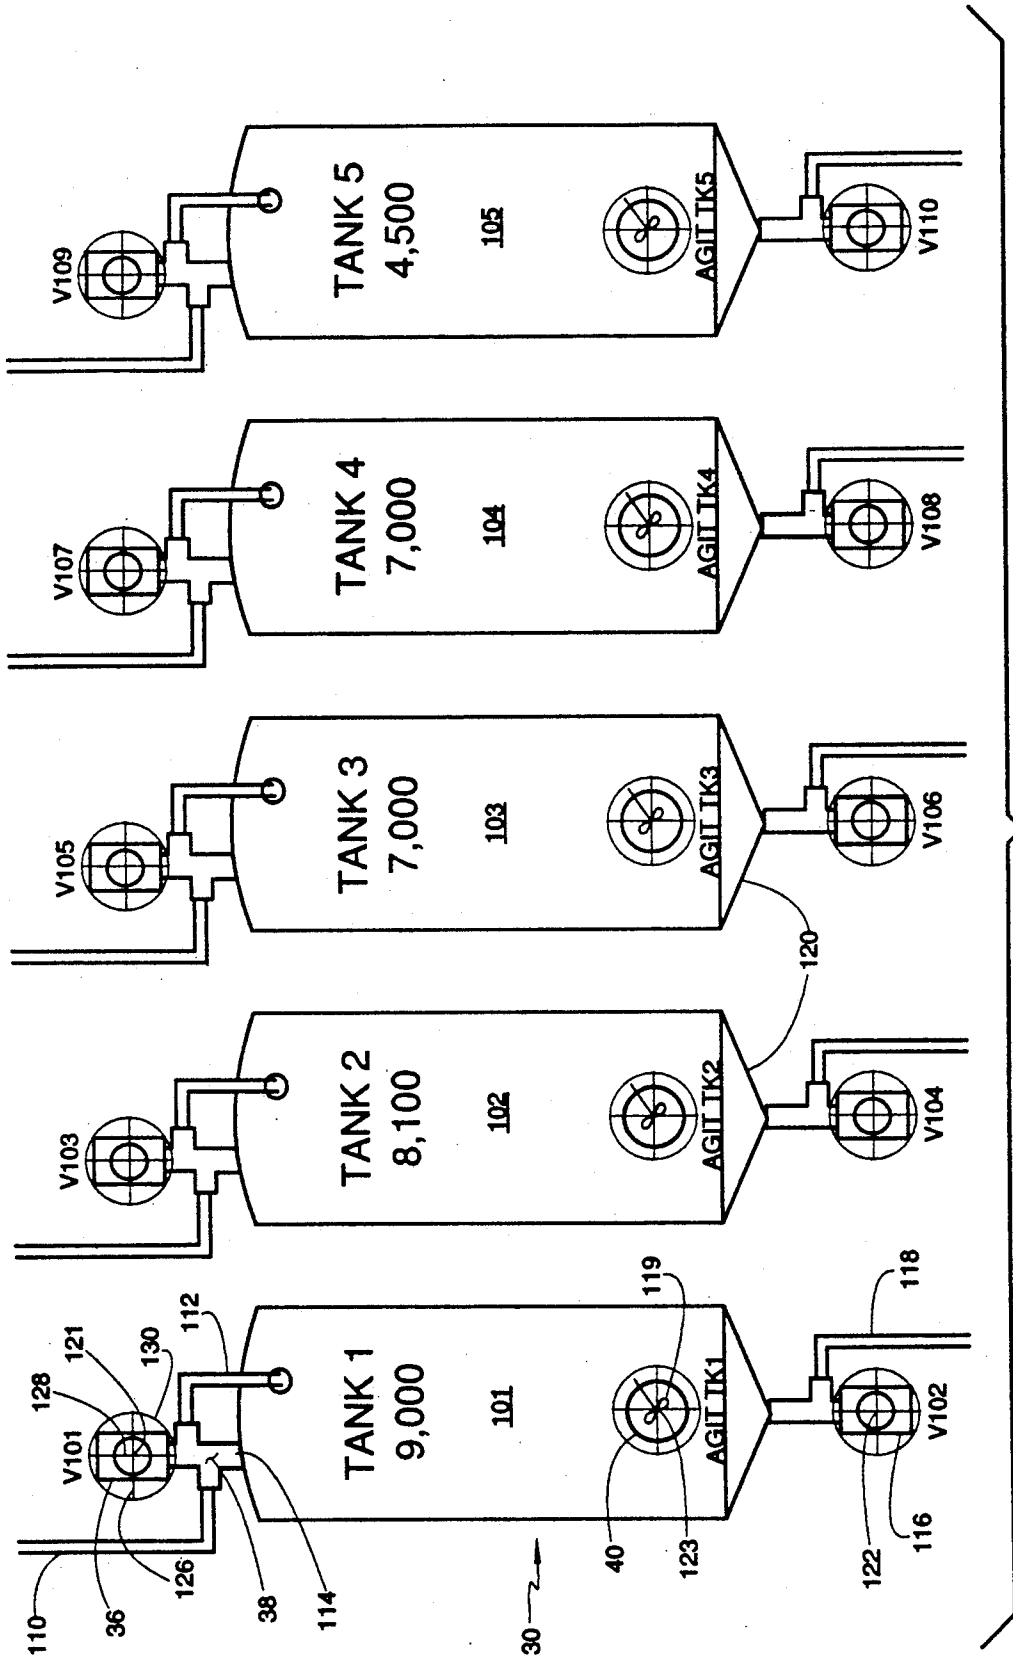 V101
V103
V105
V107
V109
110
36
126
128
121
130
112
38
114
TANK 1
9,000
101
TANK 2
8,100
102
TANK 3
7,000
103
TANK 4
7,000
104
TANK 5
4,500
105
30
40
123
119
AGIT TK1
AGIT TK2
AGIT TK3
AGIT TK4
AGIT TK5
120
122
116
118
V102
V104
V106
V108
V110